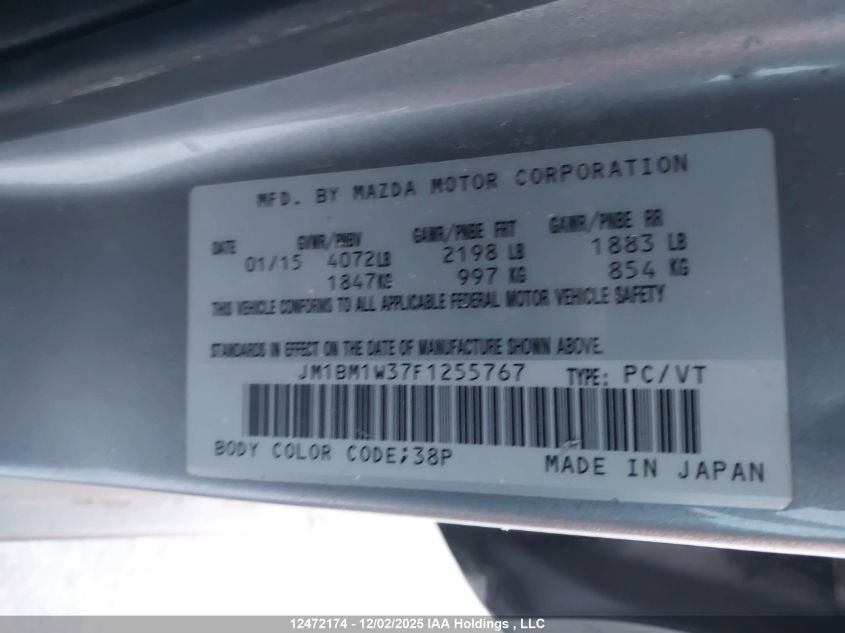 MFD. BY MAZDA MOTOR CORPORATION
DATE GVWR/PNBV GAWR/PNBE FRT GAWR/PNBE RR
01/15 4072LB 2198 LB 1883 LB
1847KG 997 KG 854 KG
THIS VEHICLE CONFORMS TO ALL APPLICABLE FEDERAL MOTOR VEHICLE SAFETY
STANDARDS IN EFFECT ON THE DATE OF MANUFACTURE SHOWN ABOVE.
JM1BM1W37F1255767 TYPE: PC/VT
BODY COLOR CODE;38P MADE IN JAPAN
12472174 - 12/02/2025 IAA Holdings , LLC